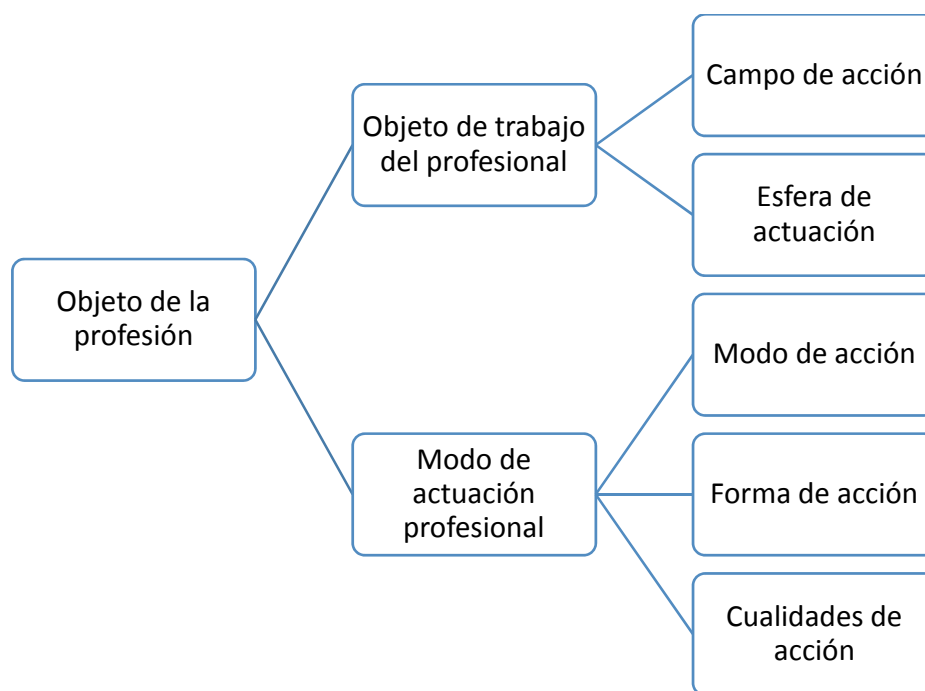 Objeto de la
profesión
Objeto de trabajo
del profesional
Campo de acción
Esfera de
actuación
Modo de
actuación
profesional
Modo de acción
Forma de acción
Cualidades de
acción